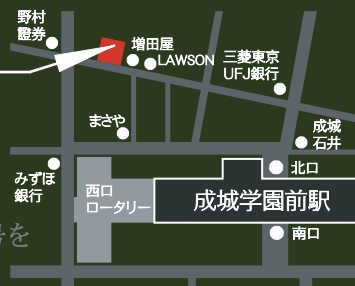 野村
證券
増田屋
LAWSON
三菱東京
UFJ銀行
まさや
成城
石井
みずほ
銀行
西口
ロータリー
北口
成城学園前駅
南口
を